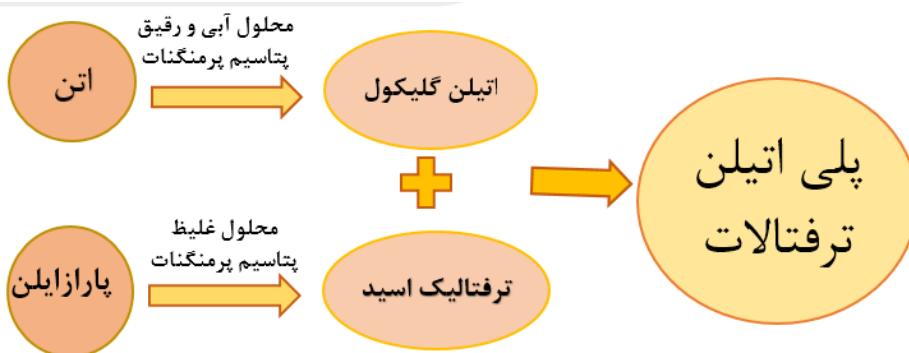 محلول آبی و رقیق
پتاسیم پرمنگنات
اتن
اتیلن گلیکول
پلی اتیلن
ترفتالات
محلول غلیظ
پتاسیم پرمنگنات
پارازایلن
ترفتالیک اسید